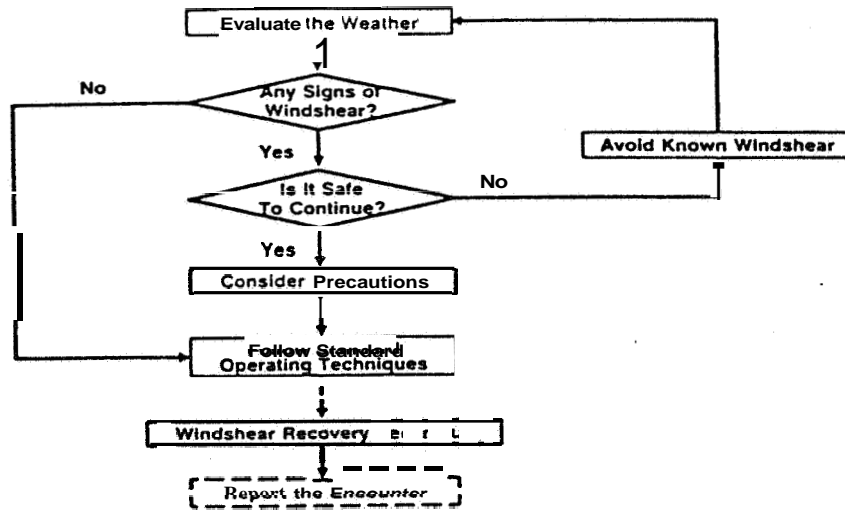 Evaluate the Weather
No
Any Signs of
Windshear?
Avoid Known Windshear
Yes
Is It Safe
To Continue?
No
Yes
Consider Precautions
Follow Standard
Operating Techniques
Windshear Recovery
Report the Encounter